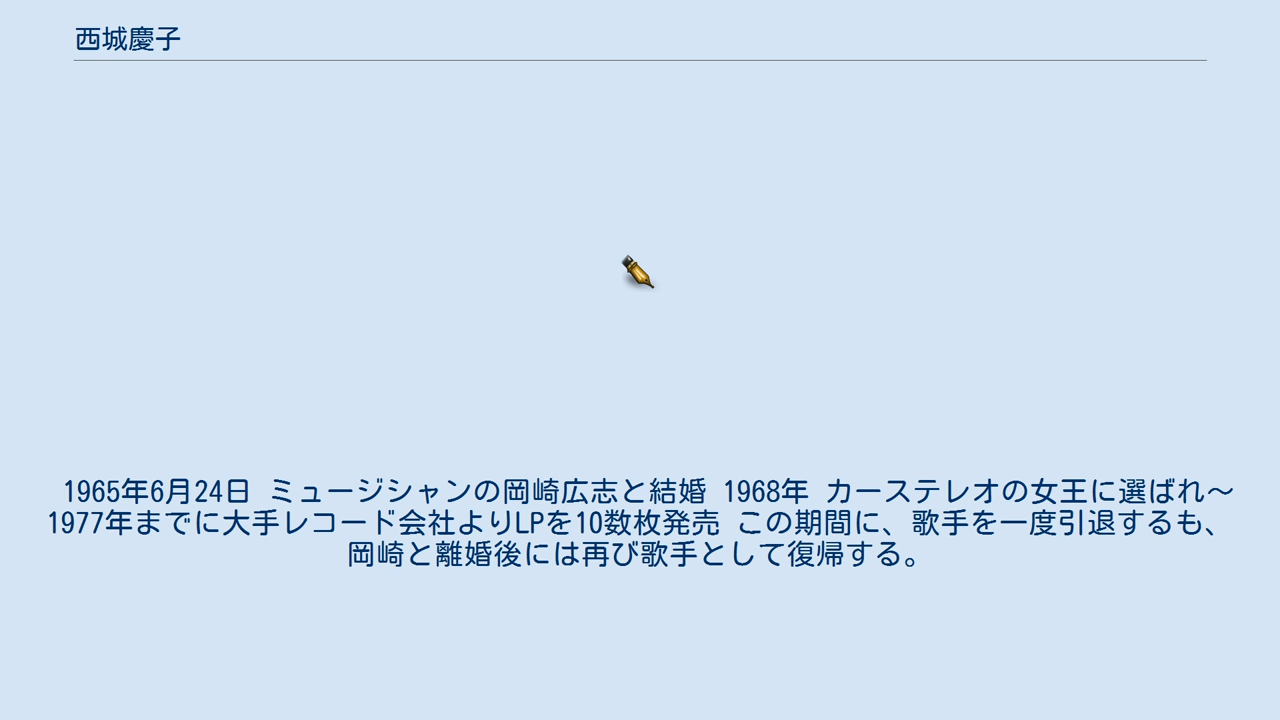 西城慶子
1965年6月24日 ミュージシャンの岡崎広志と結婚 1968年 カーステレオの女王に選ばれ～
1977年までに大手レコード会社よりLPを10数枚発売 この期間に、歌手を一度引退するも、
岡崎と離婚後には再び歌手として復帰する。